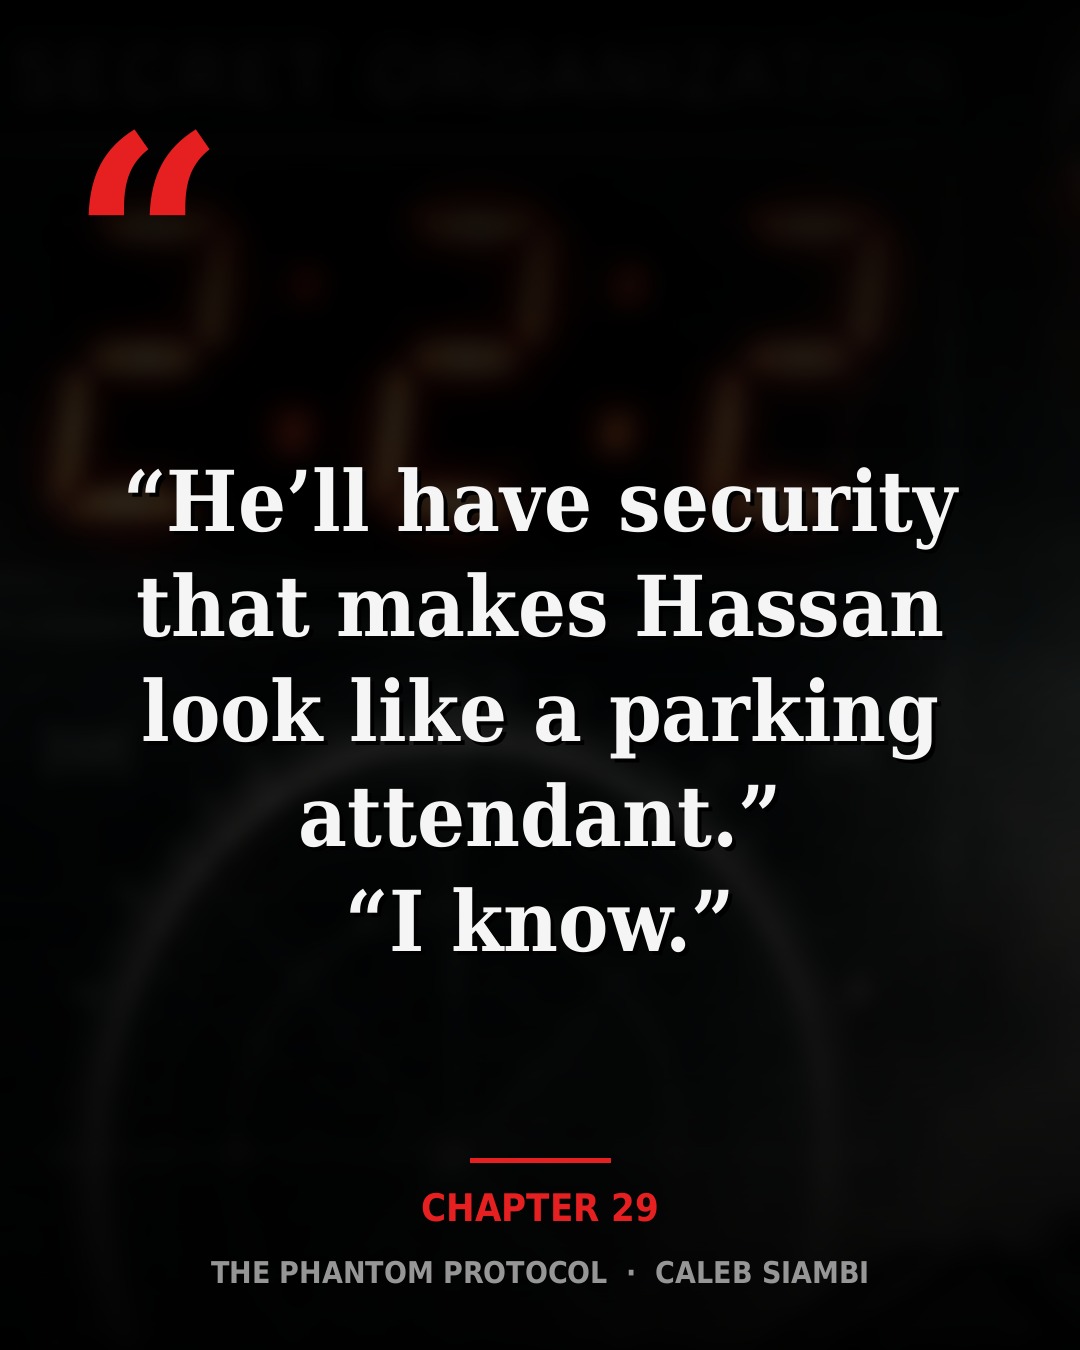 “
“He’ll have security
that makes Hassan
look like a parking
attendant.”
“I know.”
CHAPTER 29
THE PHANTOM PROTOCOL · CALEB SIAMBI